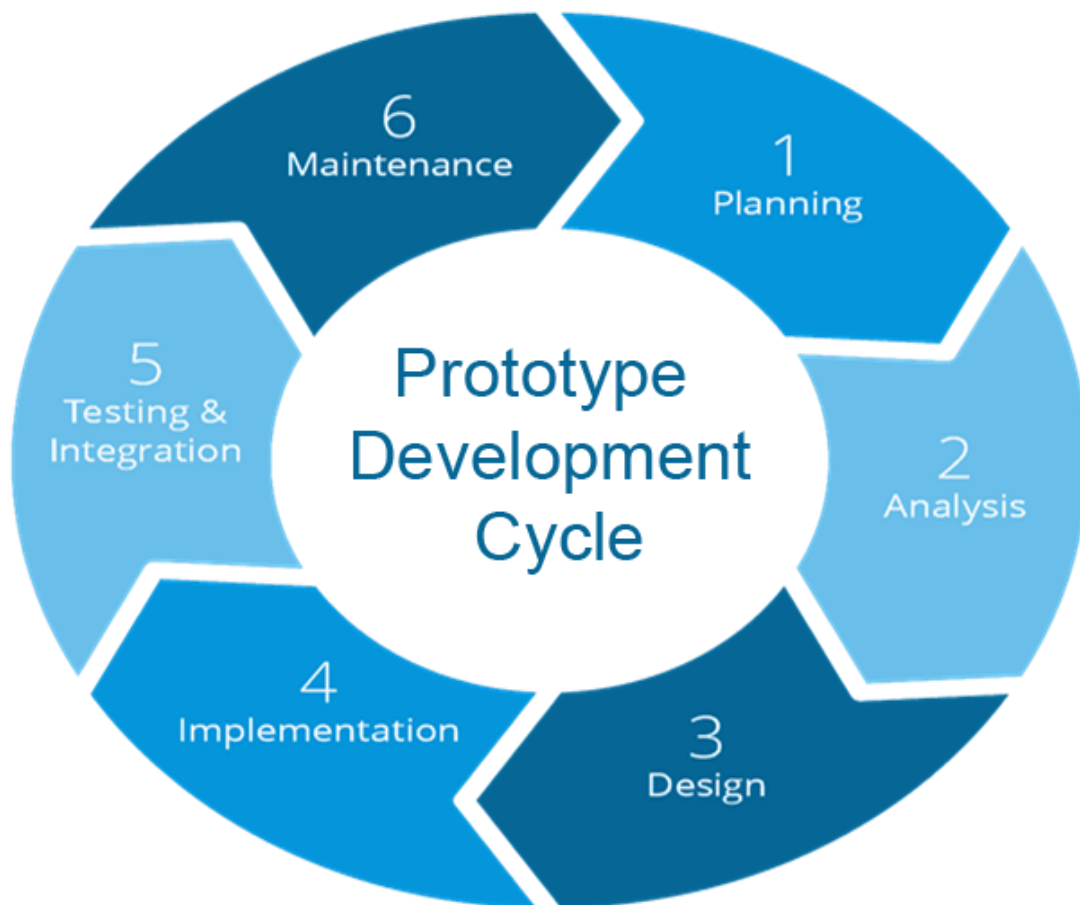 6
Maintenance
1
Planning
5
Testing &
Integration
Prototype
Development
Cycle
2
Analysis
4
Implementation
3
Design